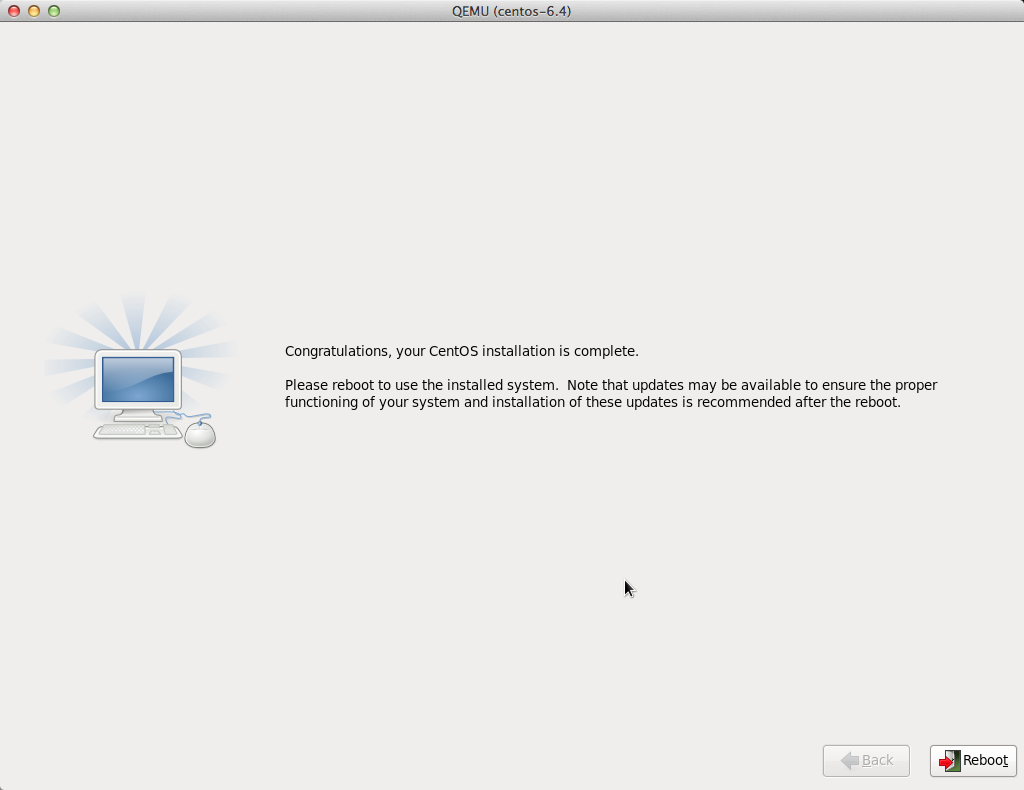 QEMU (centos-6.4)
Congratulations, your CentOS installation is complete.
Please reboot to use the installed system.  Note that updates may be available to ensure the proper
functioning of your system and installation of these updates is recommended after the reboot.
Back
Reboot